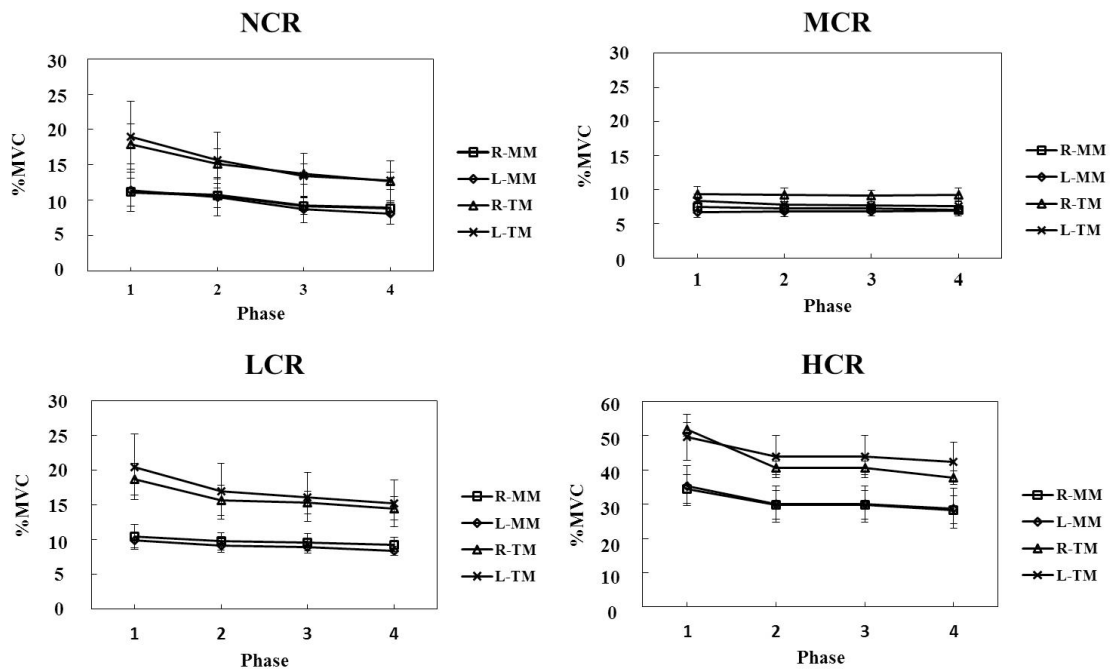 NCR
30
25
20
15
10
5
0
%MVC
1 2 3 4
Phase
R-MM
L-MM
R-TM
L-TM
MCR
30
25
20
15
10
5
0
%MVC
1 2 3 4
Phase
R-MM
L-MM
R-TM
L-TM
LCR
30
25
20
15
10
5
0
%MVC
1 2 3 4
Phase
R-MM
L-MM
R-TM
L-TM
HCR
60
50
40
30
20
10
0
%MVC
1 2 3 4
Phase
R-MM
L-MM
R-TM
L-TM